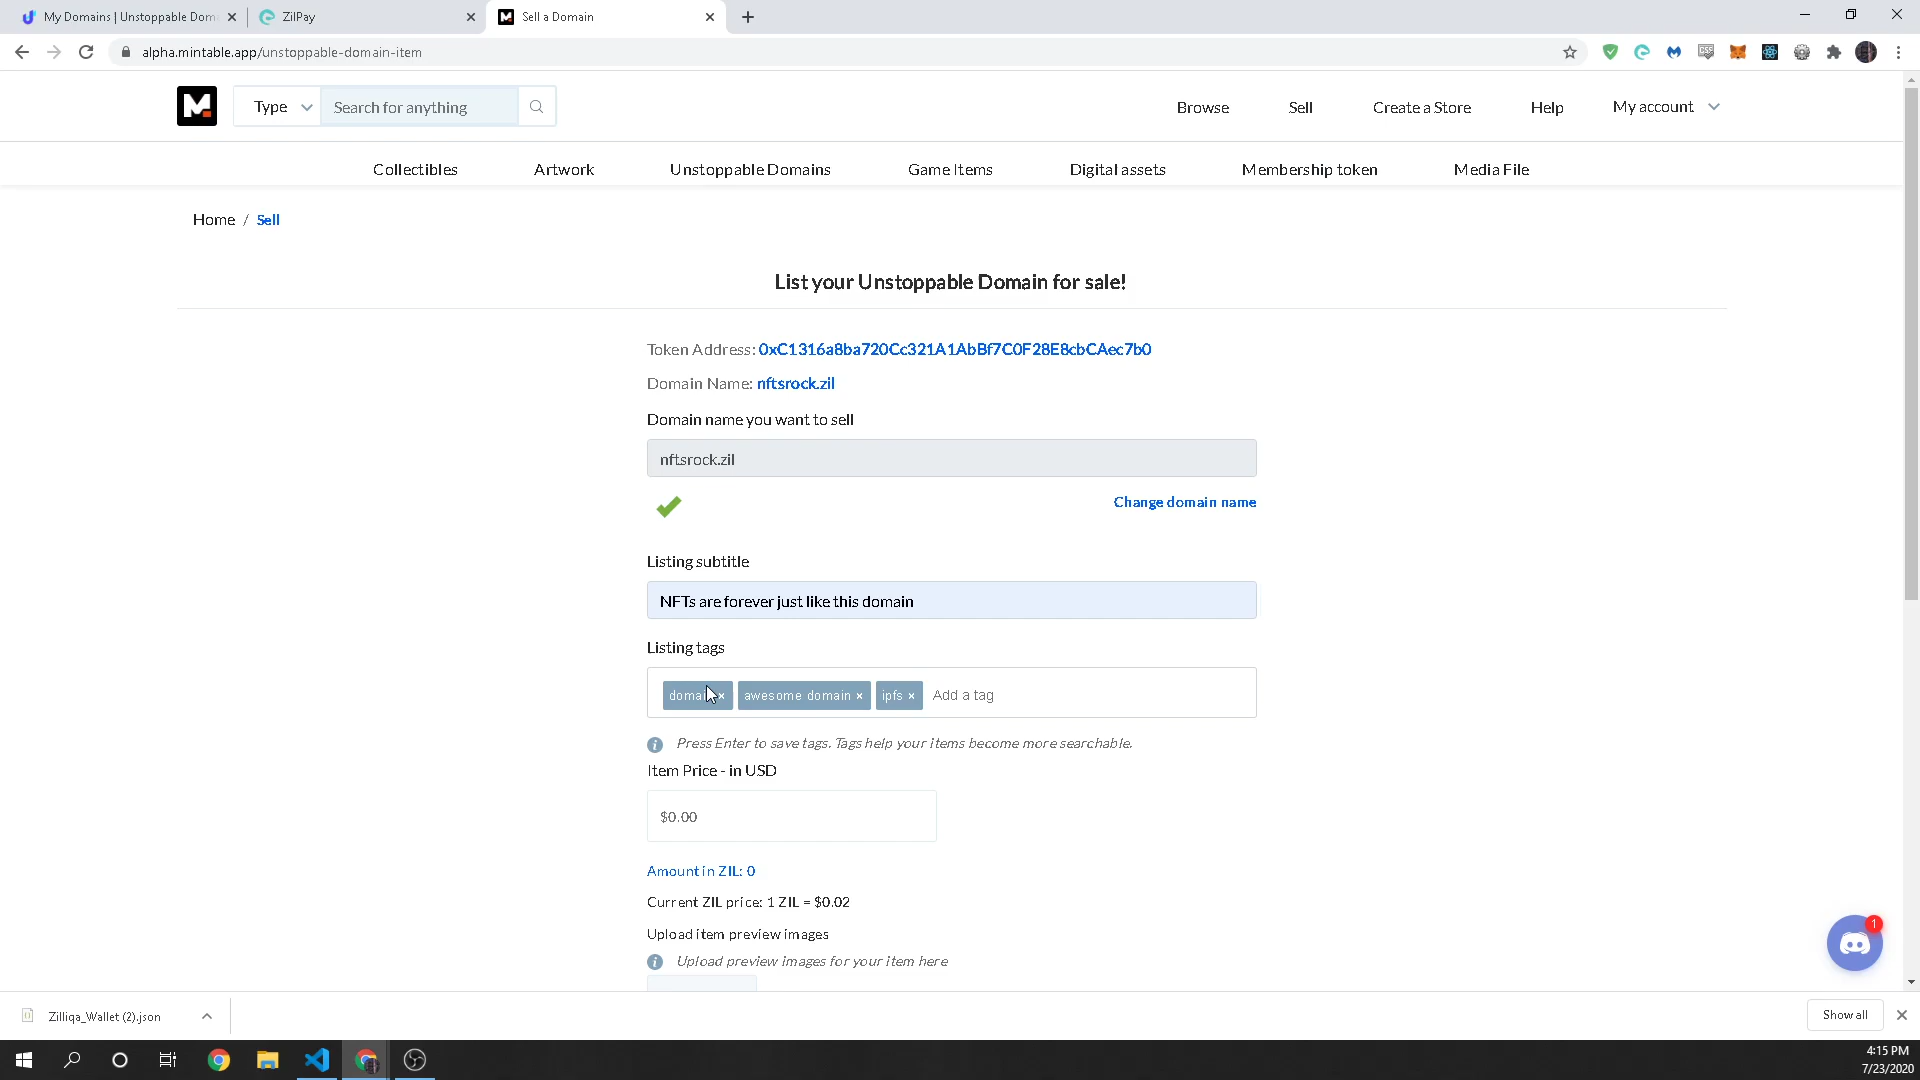 My Domains | Unstoppable Dom
ZilPay
Sell a Domain
alpha.mintable.app/unstoppable-domain-item
Type
Search for anything
Browse
Sell
Create a Store
Help
My account
Collectibles
Artwork
Unstoppable Domains
Game Items
Digital assets
Membership token
Media File
Home / Sell
List your Unstoppable Domain for sale!
Token Address: 0xC1316a8ba720Cc321A1AbBf7C0F28E8cbCAec7b0
Domain Name: nftsrock.zil
Domain name you want to sell
nftsrock.zil
Change domain name
Listing subtitle
NFTs are forever just like this domain
Listing tags
domain × awesome domain × ipfs × Add a tag
Press Enter to save tags. Tags help your items become more searchable.
Item Price - in USD
$0.00
Amount in ZIL: 0
Current ZIL price: 1 ZIL = $0.02
Upload item preview images
Upload preview images for your item here
1
Zilliqa_Wallet (2).json
Show all
4:15 PM
7/23/2020